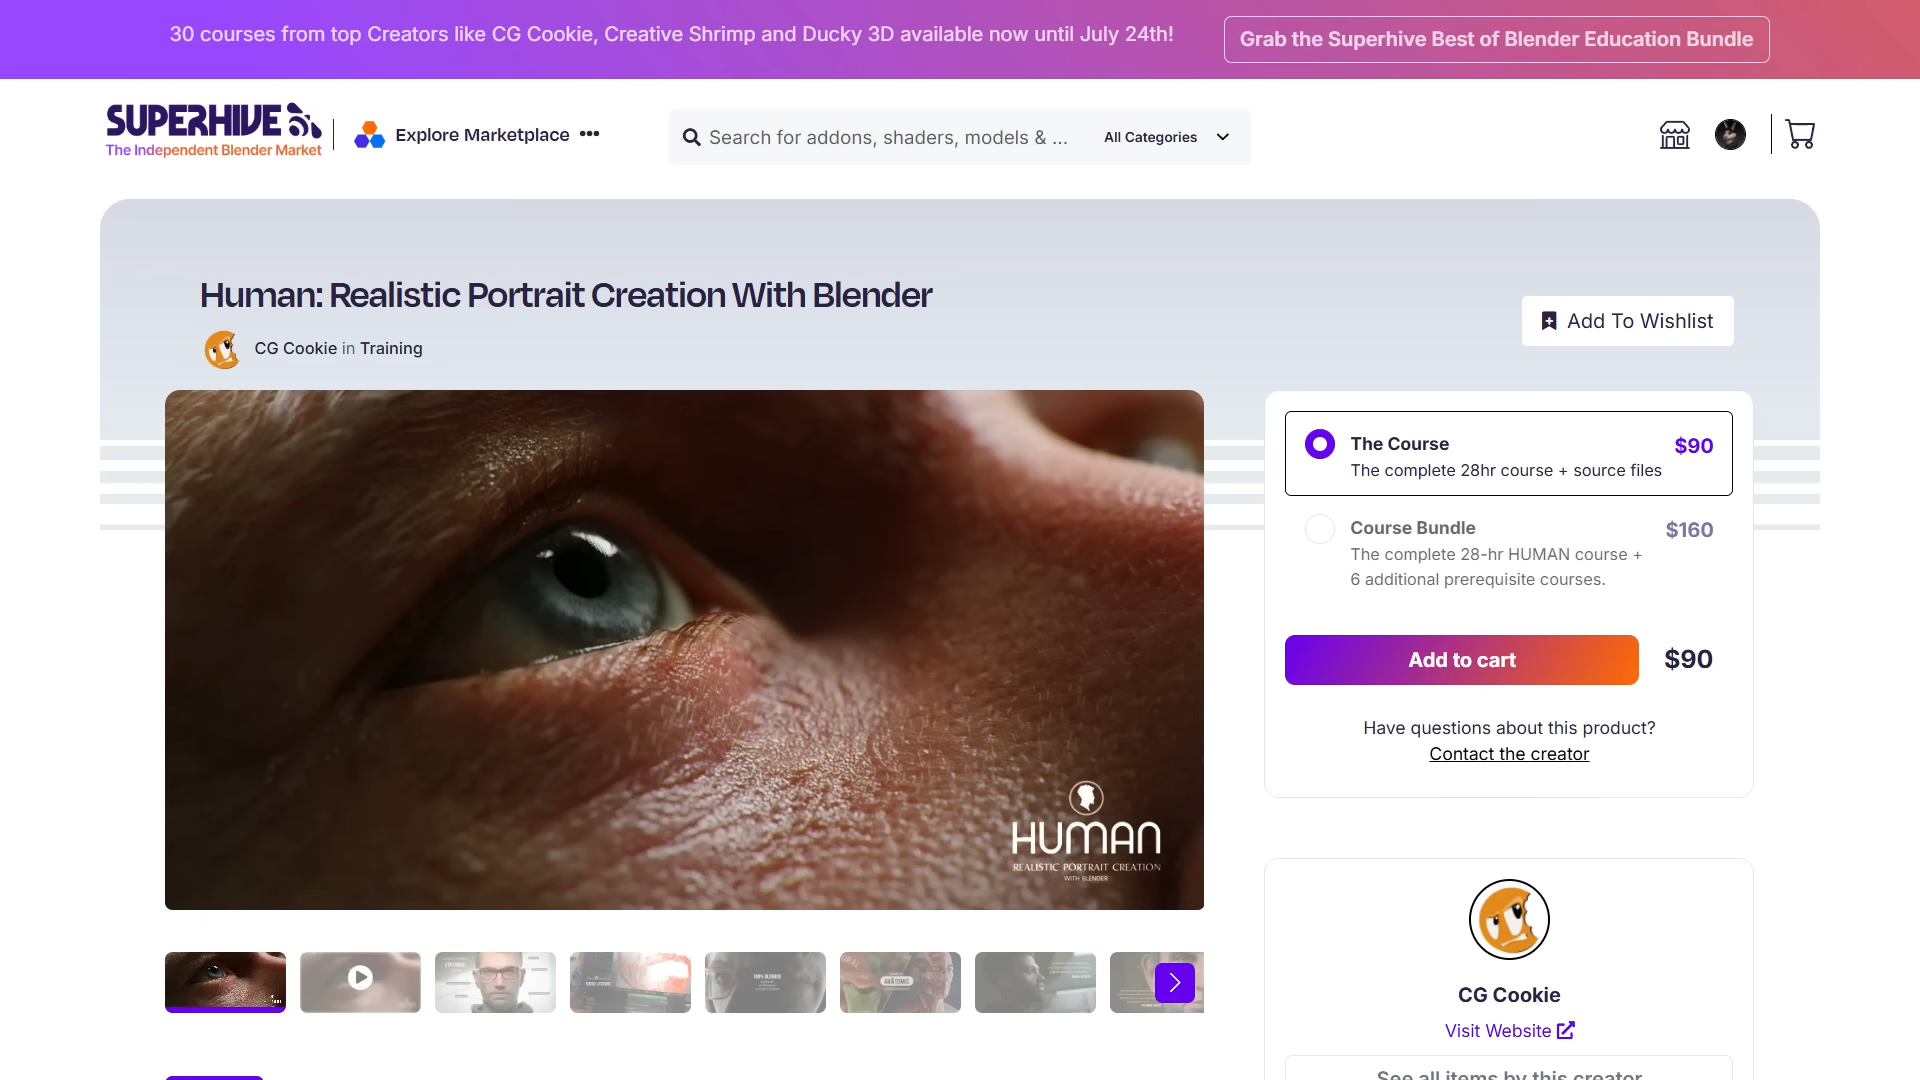 30 courses from top Creators like CG Cookie, Creative Shrimp and Ducky 3D available now until July 24th!
Grab the Superhive Best of Blender Education Bundle
SUPERHIVE
The Independent Blender Market
Explore Marketplace •••
Search for addons, shaders, models & ...
All Categories
Human: Realistic Portrait Creation With Blender
CG Cookie in Training
Add To Wishlist
HUMAN
REALISTIC PORTRAIT CREATION
WITH BLENDER
The Course
$90
The complete 28hr course + source files
Course Bundle
$160
The complete 28-hr HUMAN course +
6 additional prerequisite courses.
Add to cart
$90
Have questions about this product?
Contact the creator
ANATOMIC
CG Cookie
Visit Website
See all items by this creator